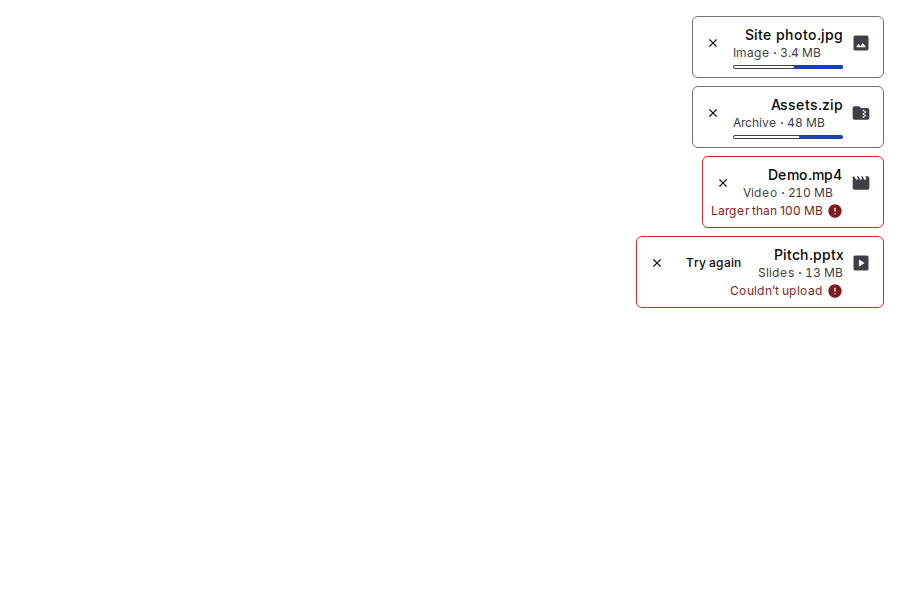 Site photo.jpg
Image · 3.4 MB
Assets.zip
Archive · 48 MB
Demo.mp4
Video · 210 MB
Larger than 100 MB
Pitch.pptx
Try again
Slides · 13 MB
Couldn't upload